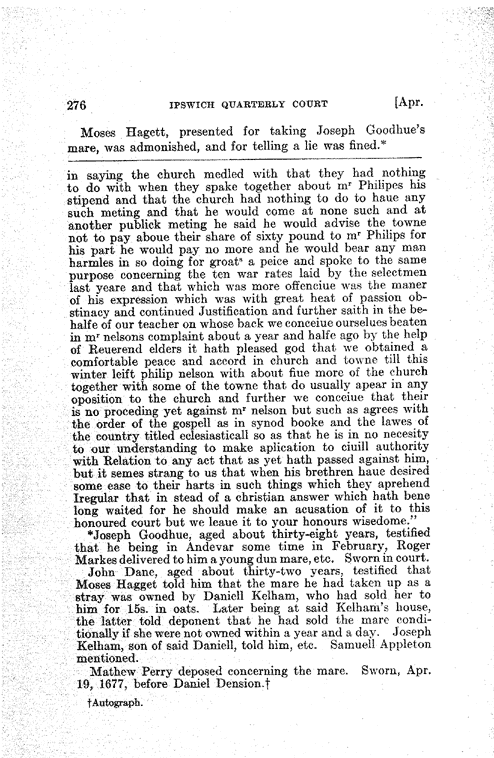 276 IPSWICH QUARTERLY COURT [Apr.
Moses Hagett, presented for taking Joseph Goodhue's
mare, was admonished, and for telling a lie was fined.*
in saying the church medled with that they had nothing
to do with when they spake together about mʳ Philipes his
stipend and that the church had nothing to do to haue any
such meting and that he would come at none such and at
another publick meting he said he would advise the towne
not to pay aboue their share of sixty pound to mʳ Philips for
his part he would pay no more and he would bear any man
harmles in so doing for groatˢ a peice and spoke to the same
purpose concerning the ten war rates laid by the selectmen
last yeare and that which was more offenciue was the maner
of his expression which was with great heat of passion ob-
stinacy and continued Justification and further saith in the be-
halfe of our teacher on whose back we conceiue ourselues beaten
in mʳ nelsons complaint about a year and halfe ago by the help
of Reuerend elders it hath pleased god that we obtained a
comfortable peace and accord in church and towne till this
winter leift philip nelson with about fiue more of the church
together with some of the towne that do usually apear in any
oposition to the church and further we conceiue that their
is no proceding yet against mʳ nelson but such as agrees with
the order of the gospell as in synod booke and the lawes of
the country titled eclesiasticall so as that he is in no necesity
to our understanding to make aplication to ciuill authority
with Relation to any act that as yet hath passed against him,
but it semes strang to us that when his brethren haue desired
some ease to their harts in such things which they aprehend
Iregular that in stead of a christian answer which hath bene
long waited for he should make an acusation of it to this
honoured court but we leaue it to your honours wisedome."
*Joseph Goodhue, aged about thirty-eight years, testified
that he being in Andevar some time in February, Roger
Markes delivered to him a young dun mare, etc. Sworn in court.
John Dane, aged about thirty-two years, testified that
Moses Hagget told him that the mare he had taken up as a
stray was owned by Daniell Kelham, who had sold her to
him for 15s. in oats. Later being at said Kelham's house,
the latter told deponent that he had sold the mare condi-
tionally if she were not owned within a year and a day. Joseph
Kelham, son of said Daniell, told him, etc. Samuell Appleton
mentioned.
Mathew Perry deposed concerning the mare. Sworn, Apr.
19, 1677, before Daniel Dension.†
†Autograph.